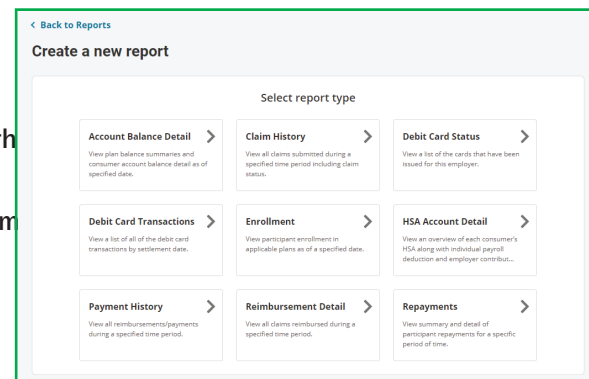 < Back to Reports
Create a new report
Select report type
Account Balance Detail
View plan balance summaries and
consumer account balance detail as of
specified date.
Claim History
View all claims submitted during a
specified time period including claim
status.
Debit Card Status
View a list of the cards that have been
issued for this employer.
Debit Card Transactions
View a list of all of the debit card
transactions by settlement date.
Enrollment
View participant enrollment in
applicable plans as of a specified date.
HSA Account Detail
View an overview of each consumer's
HSA along with individual payroll
deduction and employer contribut...
Payment History
View all reimbursements/payments
during a specified time period.
Reimbursement Detail
View all claims reimbursed during a
specified time period.
Repayments
View summary and detail of
participant repayments for a specific
period of time.